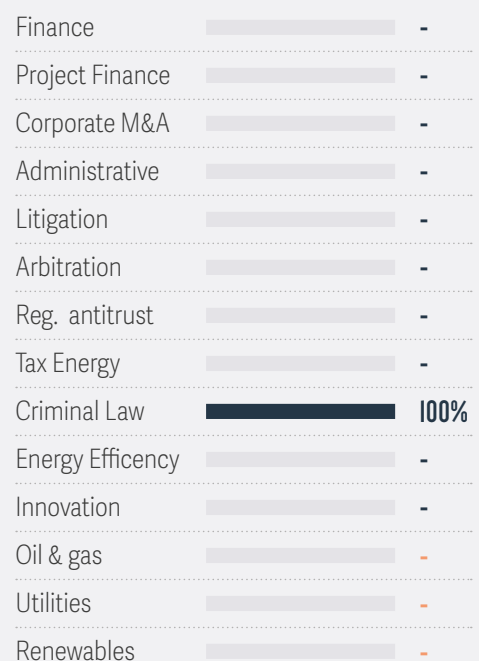 Finance -
Project Finance -
Corporate M&A -
Administrative -
Litigation -
Arbitration -
Reg. antitrust -
Tax Energy -
Criminal Law 100%
Energy Efficency -
Innovation -
Oil & gas -
Utilities -
Renewables -